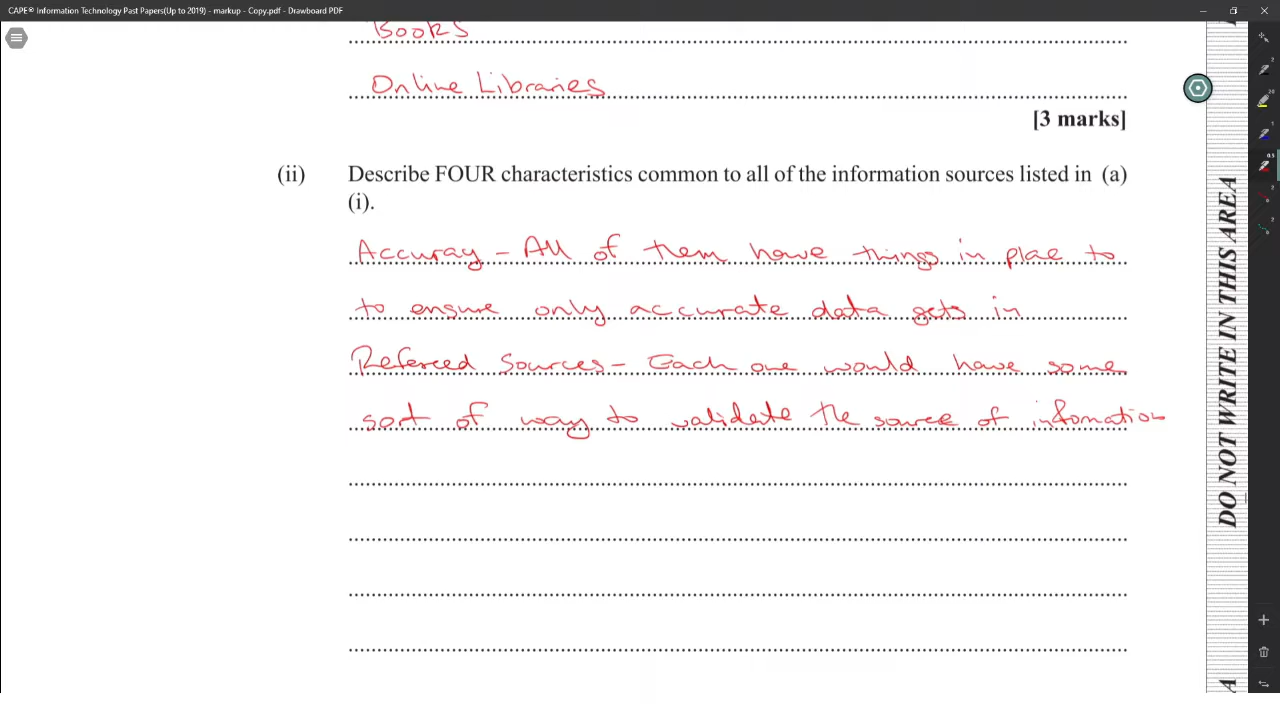 CAPE® Information Technology Past Papers(Up to 2019) - markup - Copy.pdf - Drawboard PDF
Books
Online Libraries
[3 marks]
(ii) Describe FOUR characteristics common to all of the information sources listed in (a)
(i).
Accuray - All of them have things in plae to
to ensure only accurate data gets in
Refereed Sources - Each one would have some
sort of way to validate the source of infomation
DO NOT WRITE IN THIS AREA